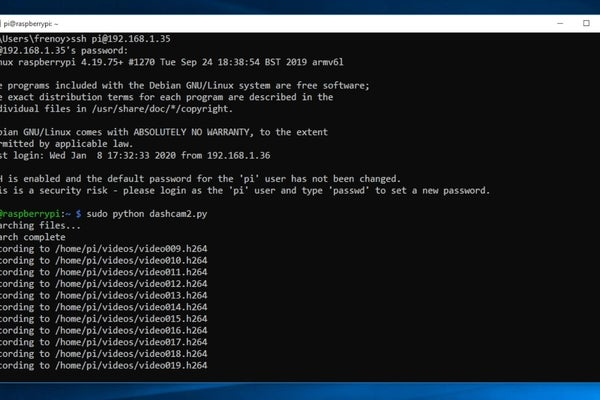 pi@raspberrypi: ~
\Users\frenoy>ssh pi@192.168.1.35
@192.168.1.35's password:
nux raspberrypi 4.19.75+ #1270 Tue Sep 24 18:38:54 BST 2019 armv6l
e programs included with the Debian GNU/Linux system are free software;
e exact distribution terms for each program are described in the
dividual files in /usr/share/doc/*/copyright.
bian GNU/Linux comes with ABSOLUTELY NO WARRANTY, to the extent
rmitted by applicable law.
st login: Wed Jan  8 17:32:33 2020 from 192.168.1.36
H is enabled and the default password for the 'pi' user has not been changed.
is is a security risk - please login as the 'pi' user and type 'passwd' to set a new password.
@raspberrypi:~ $ sudo python dashcam2.py
arching files...
arch complete
cording to /home/pi/videos/video009.h264
cording to /home/pi/videos/video010.h264
cording to /home/pi/videos/video011.h264
cording to /home/pi/videos/video012.h264
cording to /home/pi/videos/video013.h264
cording to /home/pi/videos/video014.h264
cording to /home/pi/videos/video015.h264
cording to /home/pi/videos/video016.h264
cording to /home/pi/videos/video017.h264
cording to /home/pi/videos/video018.h264
cording to /home/pi/videos/video019.h264